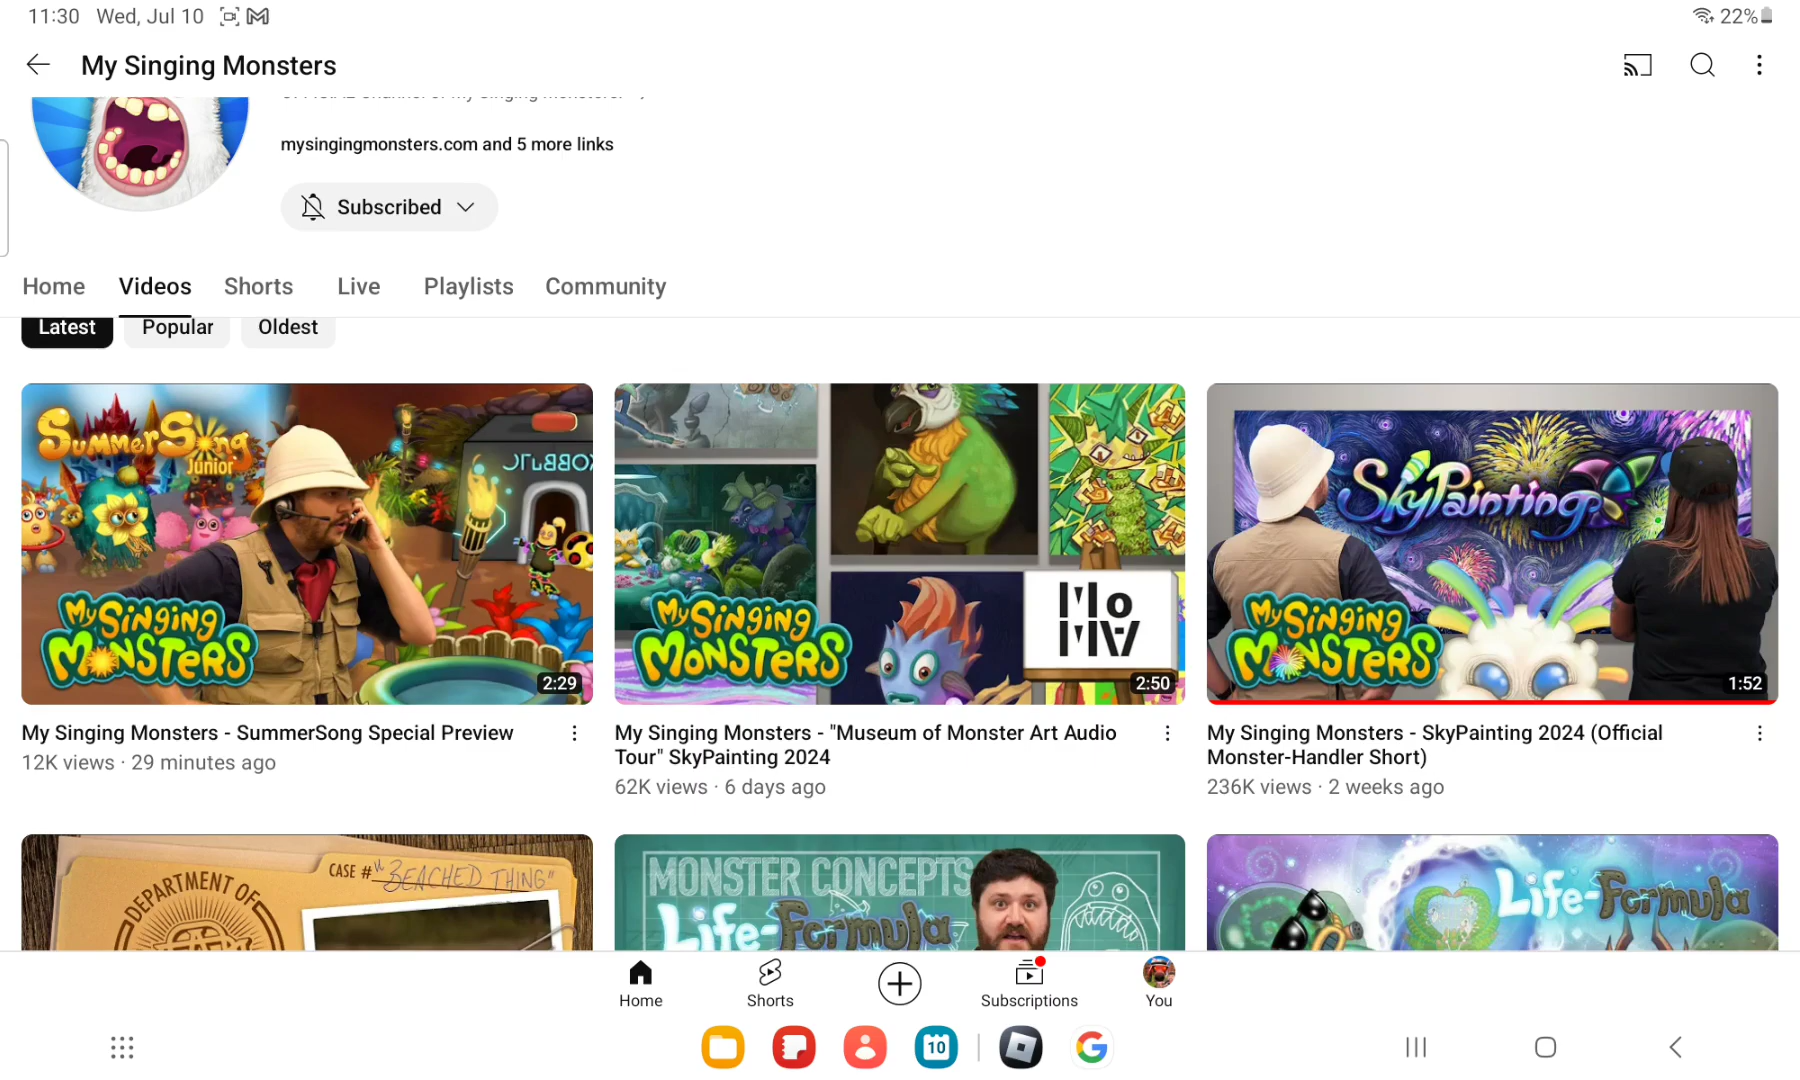 11:30 Wed, Jul 10
22%
My Singing Monsters
mysingingmonsters.com and 5 more links
Subscribed
Home Videos Shorts Live Playlists Community
Latest Popular Oldest
SummerSong
Junior
My Singing
Monsters
2:29
My Singing Monsters - SummerSong Special Preview
12K views · 29 minutes ago
MoMA
My Singing
Monsters
2:50
My Singing Monsters - "Museum of Monster Art Audio
Tour" SkyPainting 2024
62K views · 6 days ago
SkyPainting
My Singing
Monsters
1:52
My Singing Monsters - SkyPainting 2024 (Official
Monster-Handler Short)
236K views · 2 weeks ago
DEPARTMENT OF
CASE # "BEACHED THING"
MONSTER CONCEPTS
Life-Formula
Life-Formula
Home Shorts Subscriptions You
10